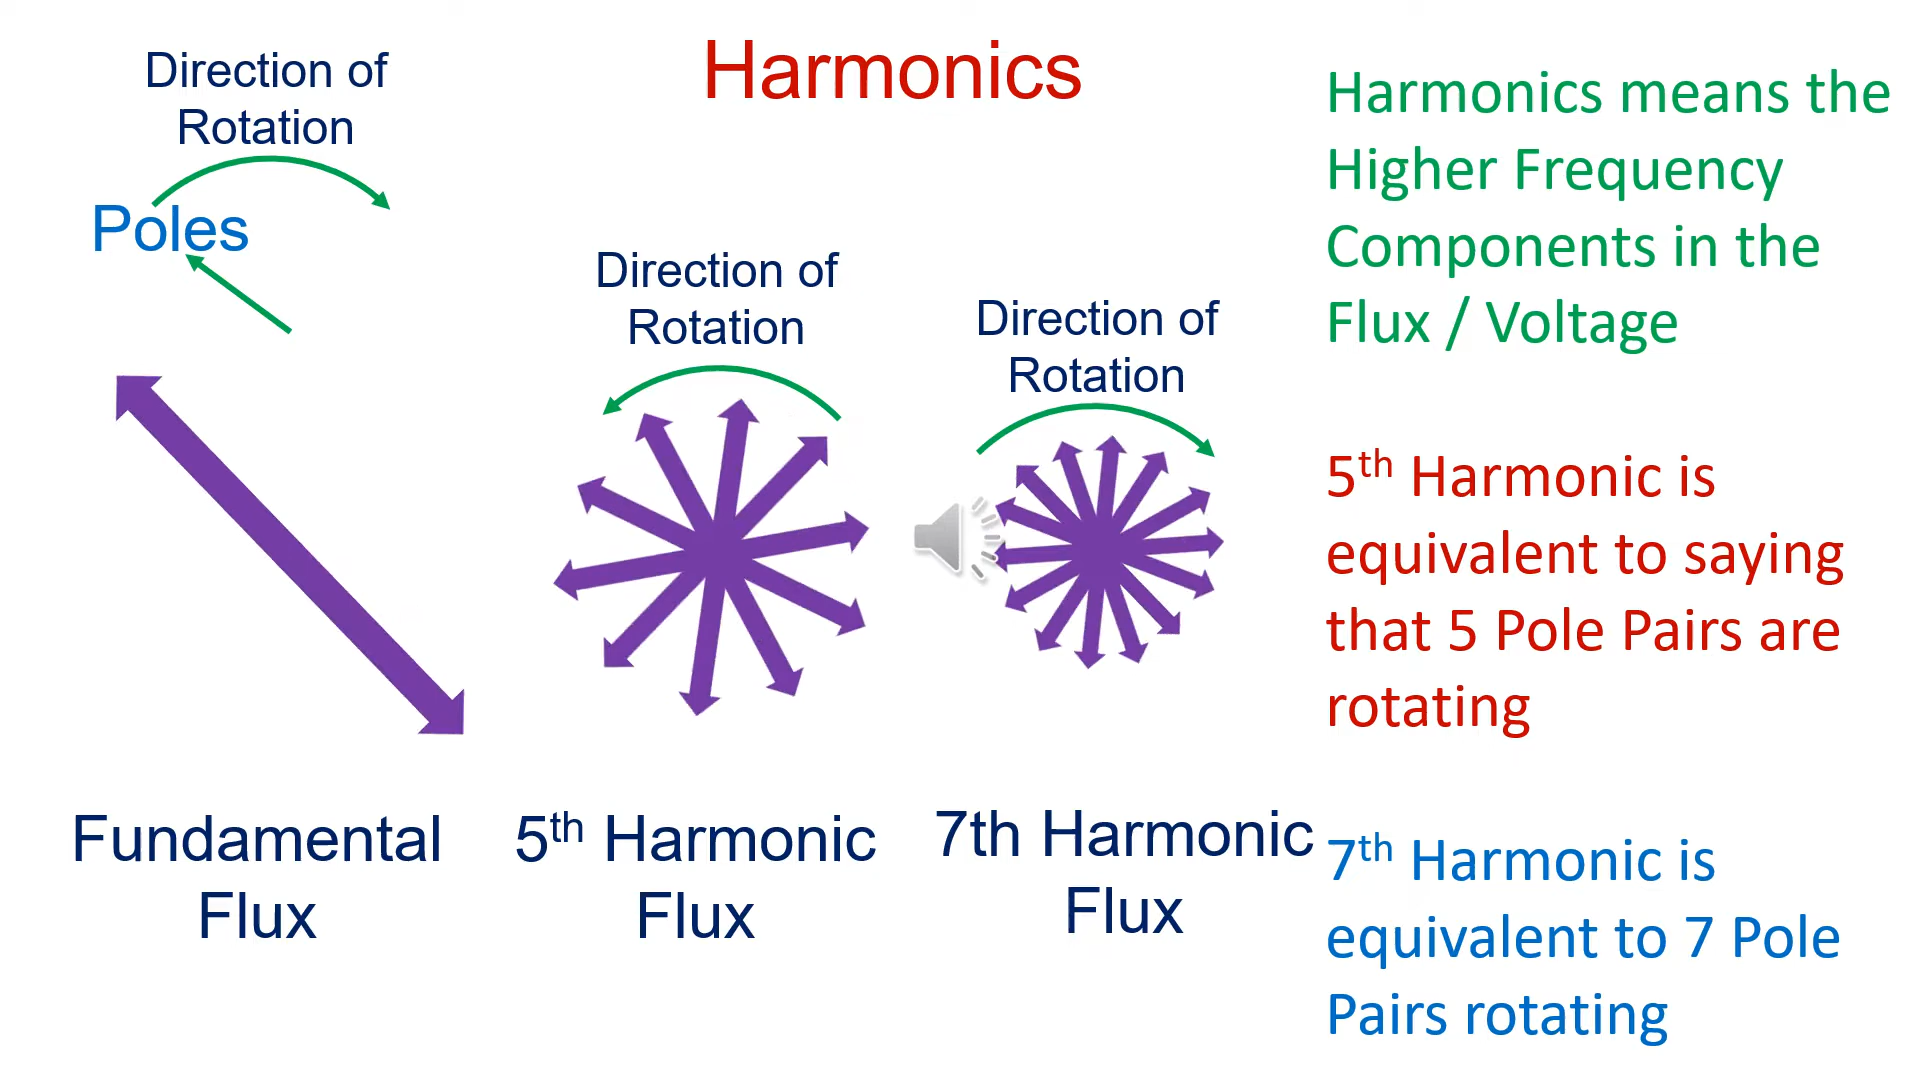 Harmonics
Direction of
Rotation
Poles
Direction of
Rotation
Direction of
Rotation
Fundamental
Flux
5th Harmonic
Flux
7th Harmonic
Flux
Harmonics means the
Higher Frequency
Components in the
Flux / Voltage
5th Harmonic is
equivalent to saying
that 5 Pole Pairs are
rotating
7th Harmonic is
equivalent to 7 Pole
Pairs rotating